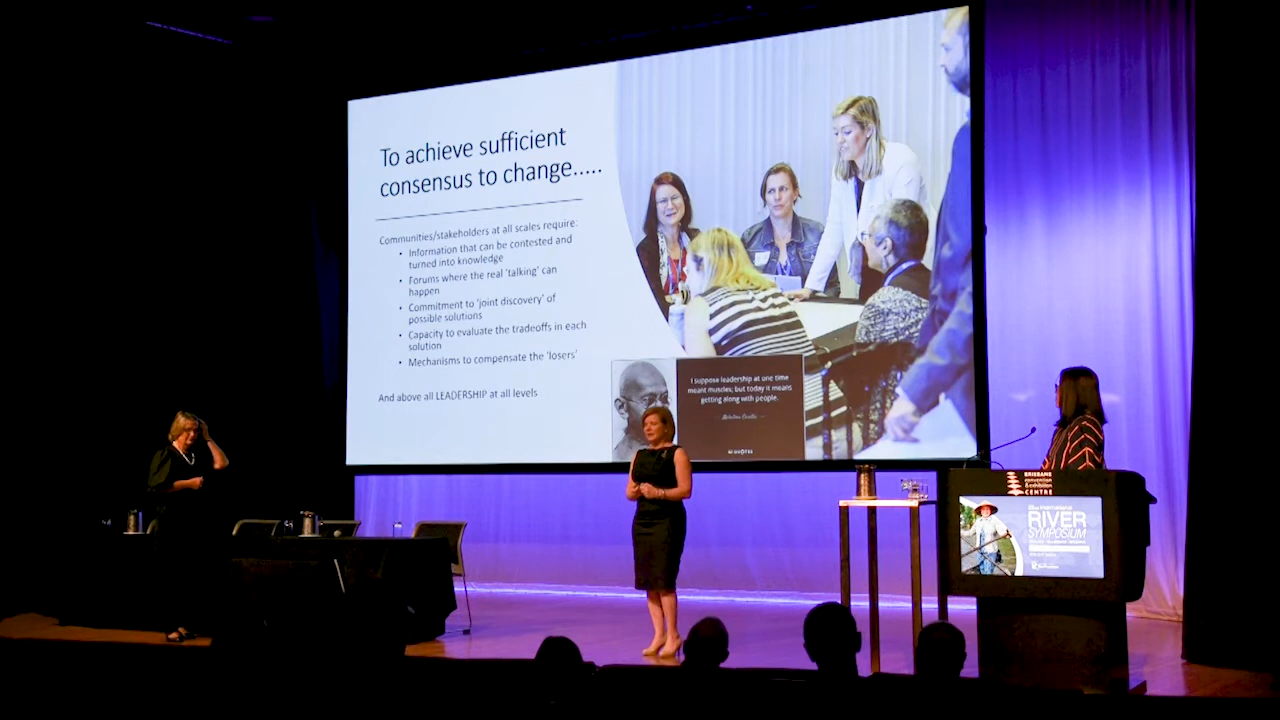 To achieve sufficient
consensus to change.....
Communities/stakeholders at all scales require:
• Information that can be contested and
turned into knowledge
• Forums where the real 'talking' can
happen
• Commitment to 'joint discovery' of
possible solutions
• Capacity to evaluate the tradeoffs in each
solution
• Mechanisms to compensate the 'losers'
And above all LEADERSHIP at all levels
I suppose leadership at one time
meant muscles; but today it means
getting along with people.
BRISBANE
CONVENTION
& EXHIBITION
CENTRE
International
RIVER
SYMPOSIUM